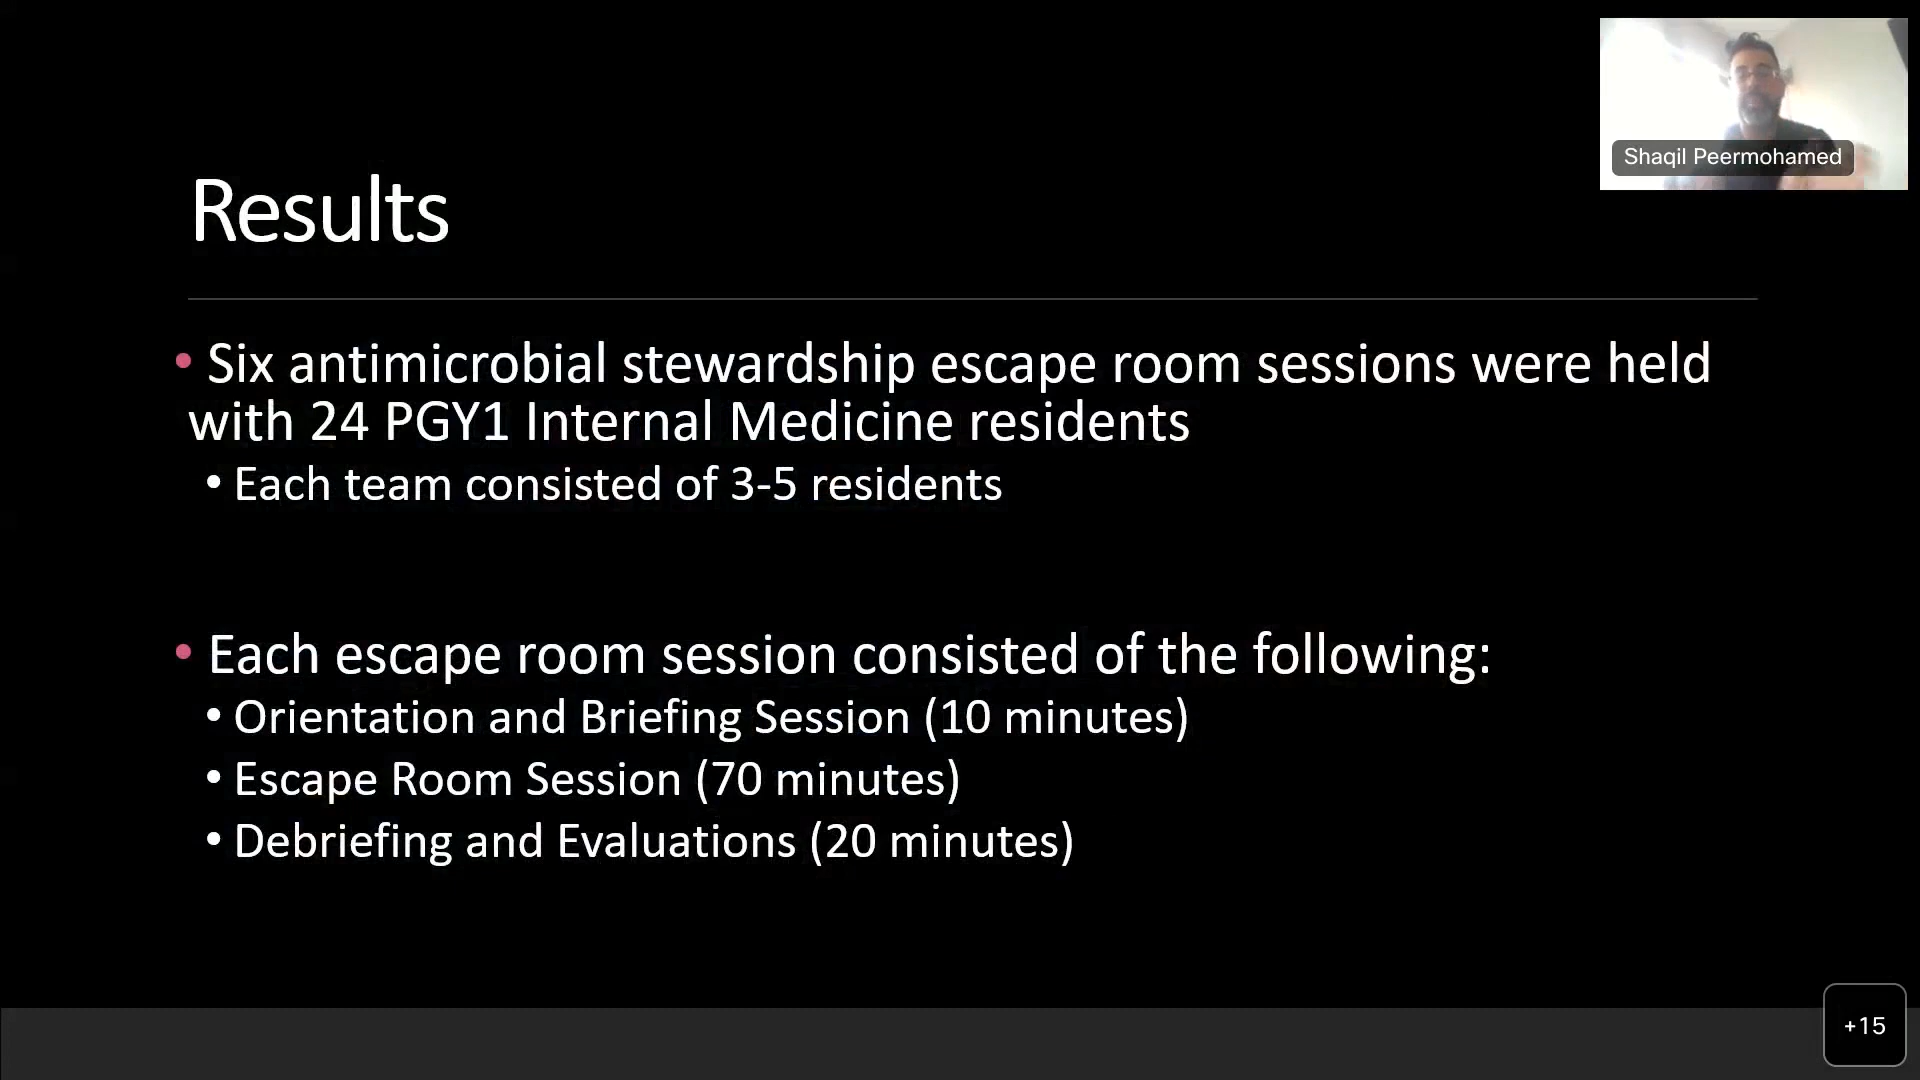 Shaqil Peermohamed
Results
• Six antimicrobial stewardship escape room sessions were held
with 24 PGY1 Internal Medicine residents
• Each team consisted of 3-5 residents
• Each escape room session consisted of the following:
• Orientation and Briefing Session (10 minutes)
• Escape Room Session (70 minutes)
• Debriefing and Evaluations (20 minutes)
+15